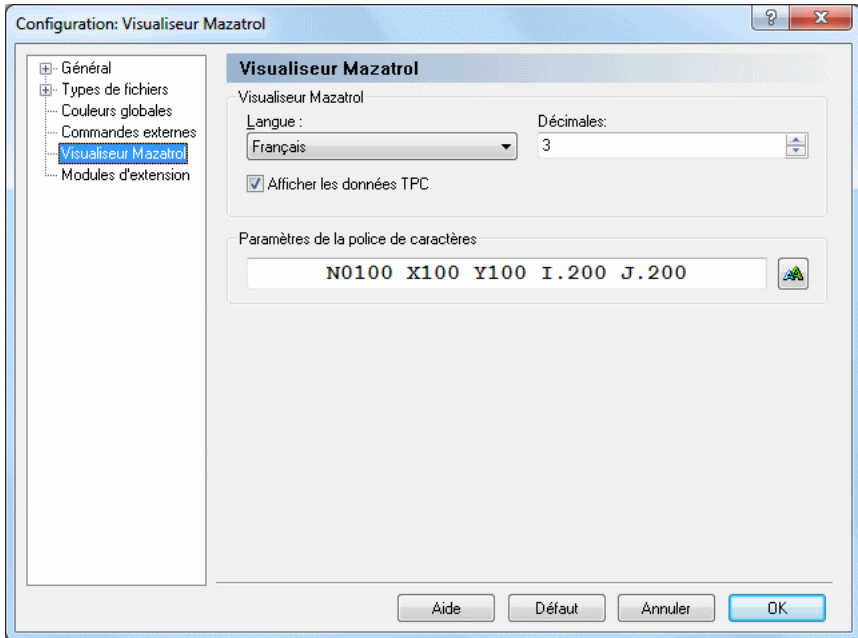 Configuration: Visualiseur Mazatrol
Général
Types de fichiers
Couleurs globales
Commandes externes
Visualiseur Mazatrol
Modules d'extension
Visualiseur Mazatrol
Visualiseur Mazatrol
Langue :
Décimales:
Français
3
Afficher les données TPC
Paramètres de la police de caractères
N0100 X100 Y100 I.200 J.200
Aide
Défaut
Annuler
OK